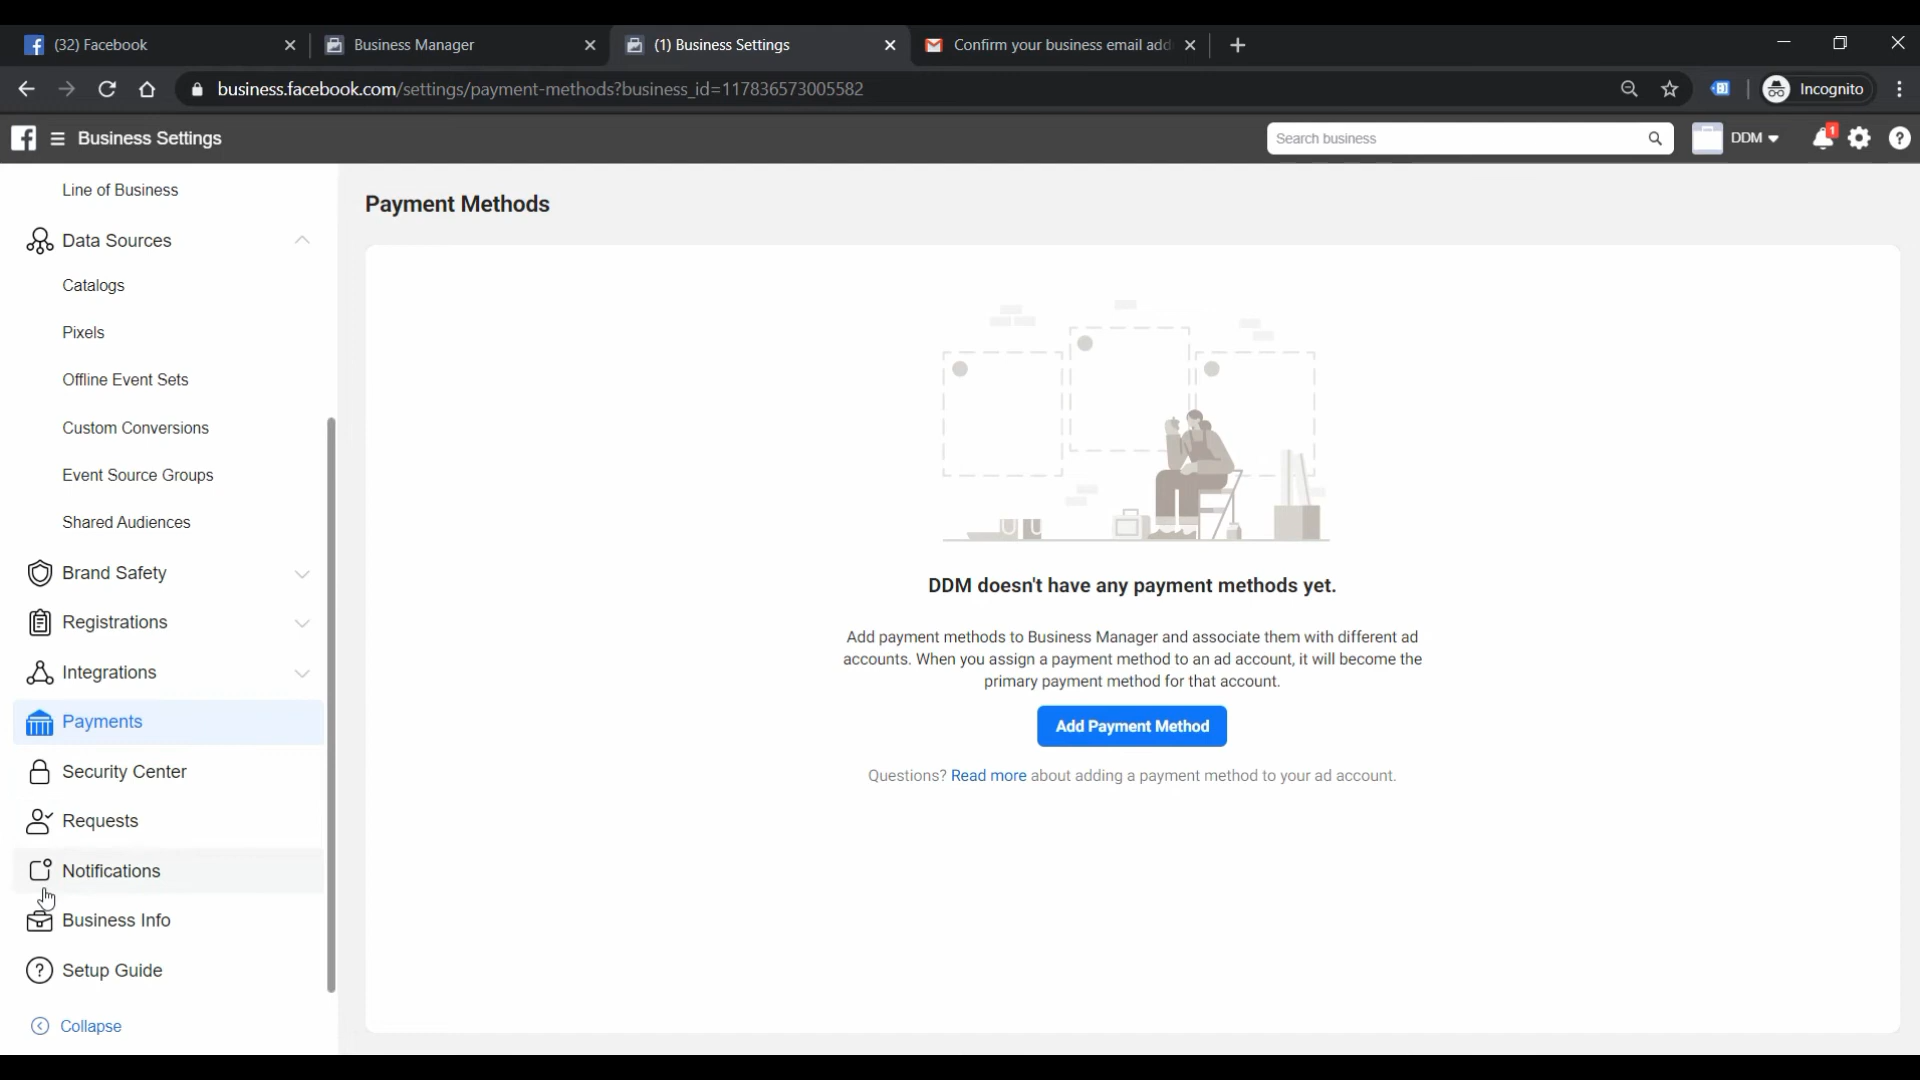 (32) Facebook
Business Manager
(1) Business Settings
Confirm your business email add
business.facebook.com/settings/payment-methods?business_id=117836573005582
Incognito
Business Settings
Search business
DDM
1
Line of Business
Data Sources
Catalogs
Pixels
Offline Event Sets
Custom Conversions
Event Source Groups
Shared Audiences
Brand Safety
Registrations
Integrations
Payments
Security Center
Requests
Notifications
Business Info
Setup Guide
Collapse
Payment Methods
DDM doesn't have any payment methods yet.
Add payment methods to Business Manager and associate them with different ad
accounts. When you assign a payment method to an ad account, it will become the
primary payment method for that account.
Add Payment Method
Questions? Read more about adding a payment method to your ad account.